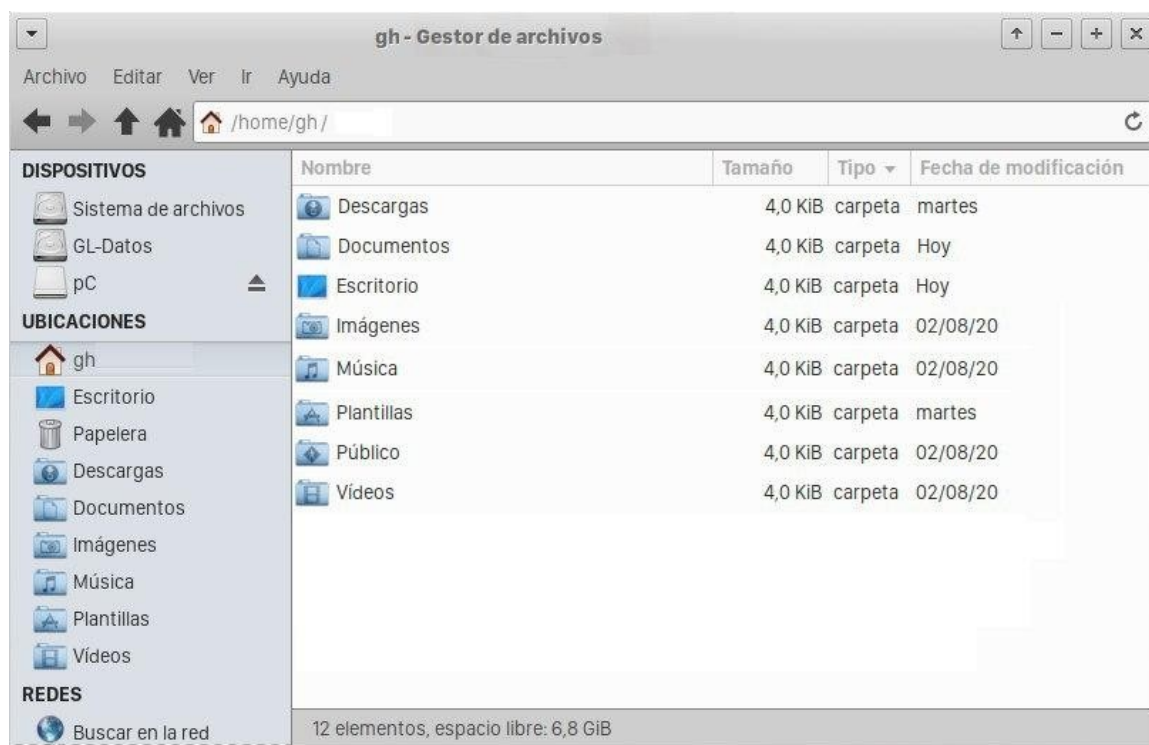 gh - Gestor de archivos
Archivo Editar Ver Ir Ayuda
/home/gh/
DISPOSITIVOS
Sistema de archivos
GL-Datos
pC
UBICACIONES
gh
Escritorio
Papelera
Descargas
Documentos
Imágenes
Música
Plantillas
Vídeos
REDES
Buscar en la red
Nombre Tamaño Tipo Fecha de modificación
Descargas 4,0 KiB carpeta martes
Documentos 4,0 KiB carpeta Hoy
Escritorio 4,0 KiB carpeta Hoy
Imágenes 4,0 KiB carpeta 02/08/20
Música 4,0 KiB carpeta 02/08/20
Plantillas 4,0 KiB carpeta martes
Público 4,0 KiB carpeta 02/08/20
Vídeos 4,0 KiB carpeta 02/08/20
12 elementos, espacio libre: 6,8 GiB